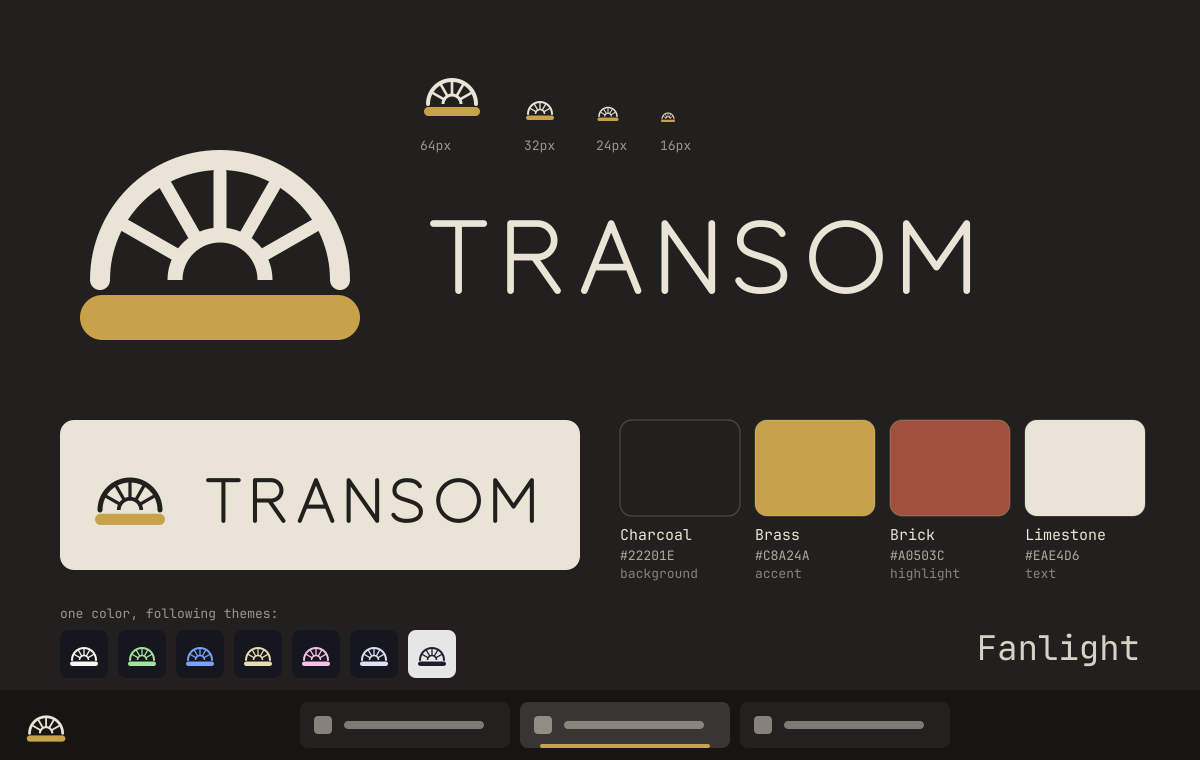 64px 32px 24px 16px
TRANSOM
TRANSOM
Charcoal Brass Brick Limestone
#22201E #C8A24A #A0503C #EAE4D6
background accent highlight text
one color, following themes:
Fanlight